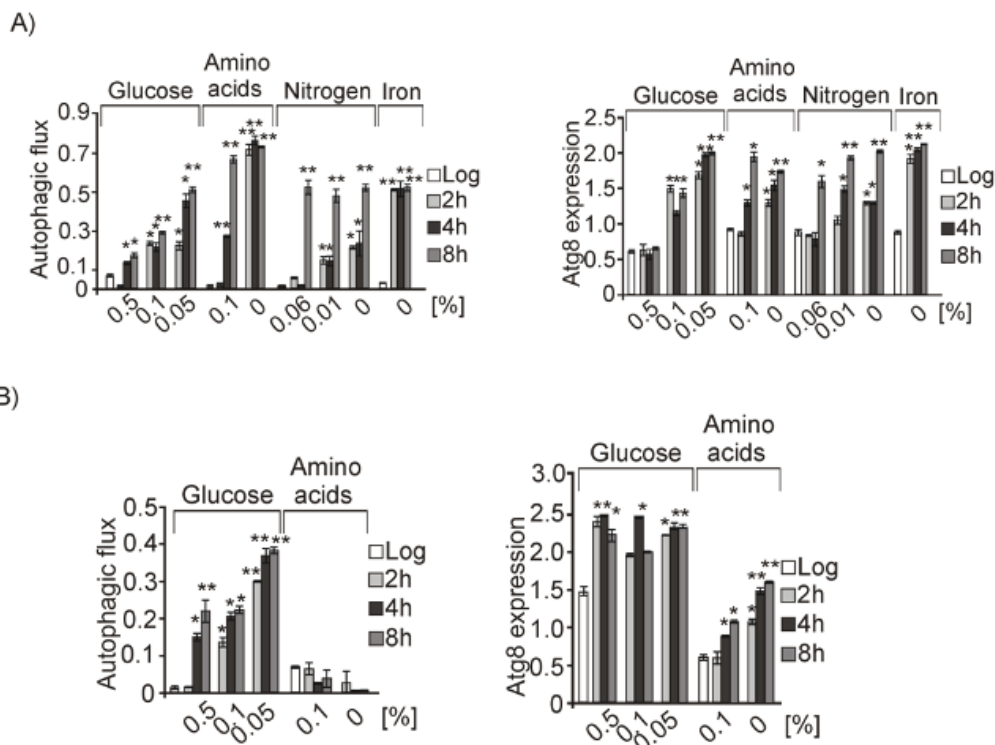 A)
Amino
Glucose acids Nitrogen Iron
0.9
0.7
0.5
0.3
0.1
0
Autophagic flux
** ** ** ** ** ** ** ** ** ** ** ** * * * * * * * * *
Log
2h
4h
8h
0.5 0.1 0.05 0.1 0 0.06 0.01 0 0 [%]
Amino
Glucose acids Nitrogen Iron
2.5
2.0
1.5
1.0
0.5
0
Atg8 expression
Log
2h
4h
8h
0.5 0.1 0.05 0.1 0 0.06 0.01 0 0 [%]
B)
Amino
Glucose acids
0.5
0.4
0.3
0.2
0.1
0
Autophagic flux
Log
2h
4h
8h
0.5 0.1 0.05 0.1 0 [%]
Amino
Glucose acids
3.0
2.5
2.0
1.5
1.0
0.5
0
Atg8 expression
Log
2h
4h
8h
0.5 0.1 0.05 0.1 0 [%]